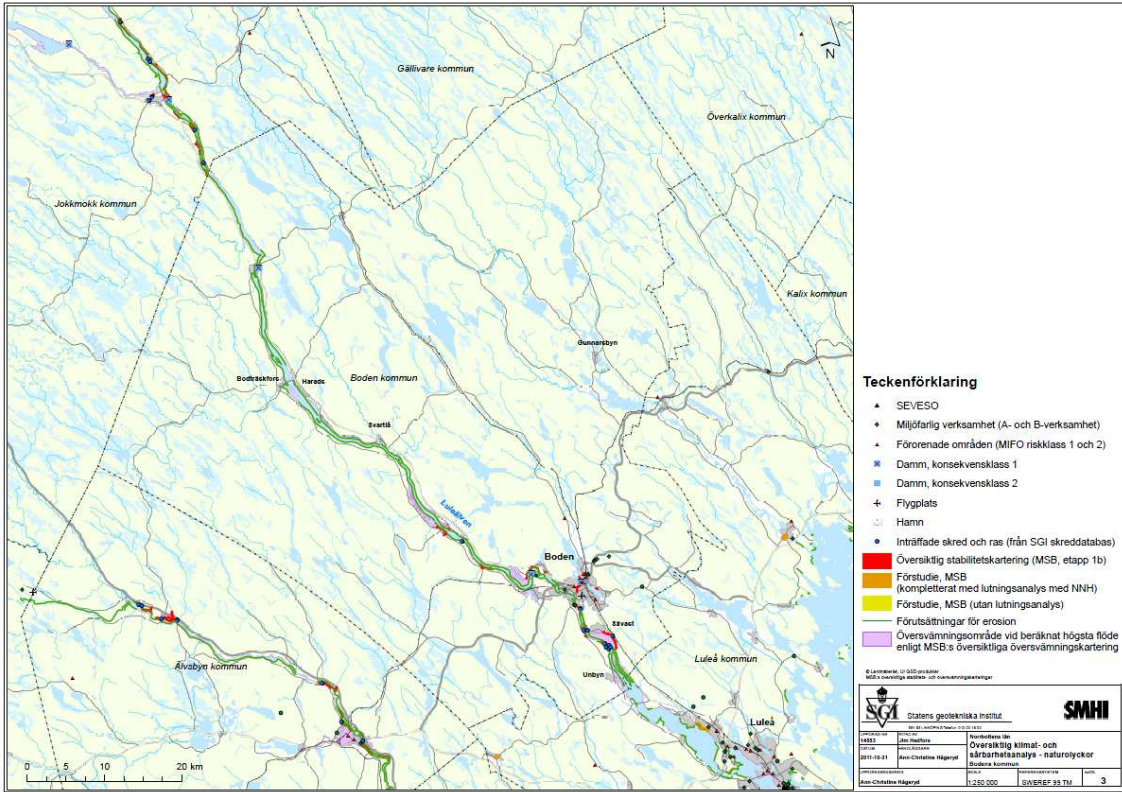 N
Gällivare kommun
Överkalix kommun
Jokkmokk kommun
Kalix kommun
Gunnarsbyn
Bodträskfors
Harads
Boden kommun
Svartlå
Luleälven
Boden
Sävast
Älvsbyn kommun
Unbyn
Luleå kommun
Luleå
0 5 10 20 km
Teckenförklaring
SEVESO
Miljöfarlig verksamhet (A- och B-verksamhet)
Förorenade områden (MIFO riskklass 1 och 2)
Damm, konsekvensklass 1
Damm, konsekvensklass 2
Flygplats
Hamn
Inträffade skred och ras (från SGI skreddatabas)
Översiktlig stabilitetskartering (MSB, etapp 1b)
Förstudie, MSB
(kompletterat med lutningsanalys med NNH)
Förstudie, MSB (utan lutningsanalys)
Förutsättningar för erosion
Översvämningsområde vid beräknat högsta flöde
enligt MSB:s översiktliga översvämningskartering
SGI
Statens geotekniska institut
SMHI
Norrbottens län
Översiktlig klimat- och
sårbarhetsanalys - naturolyckor
Bodens kommun
2011-10-31
Ann-Christine Hågeryd
Ann-Christine Hågeryd
1:250 000
SWEREF 99 TM
3